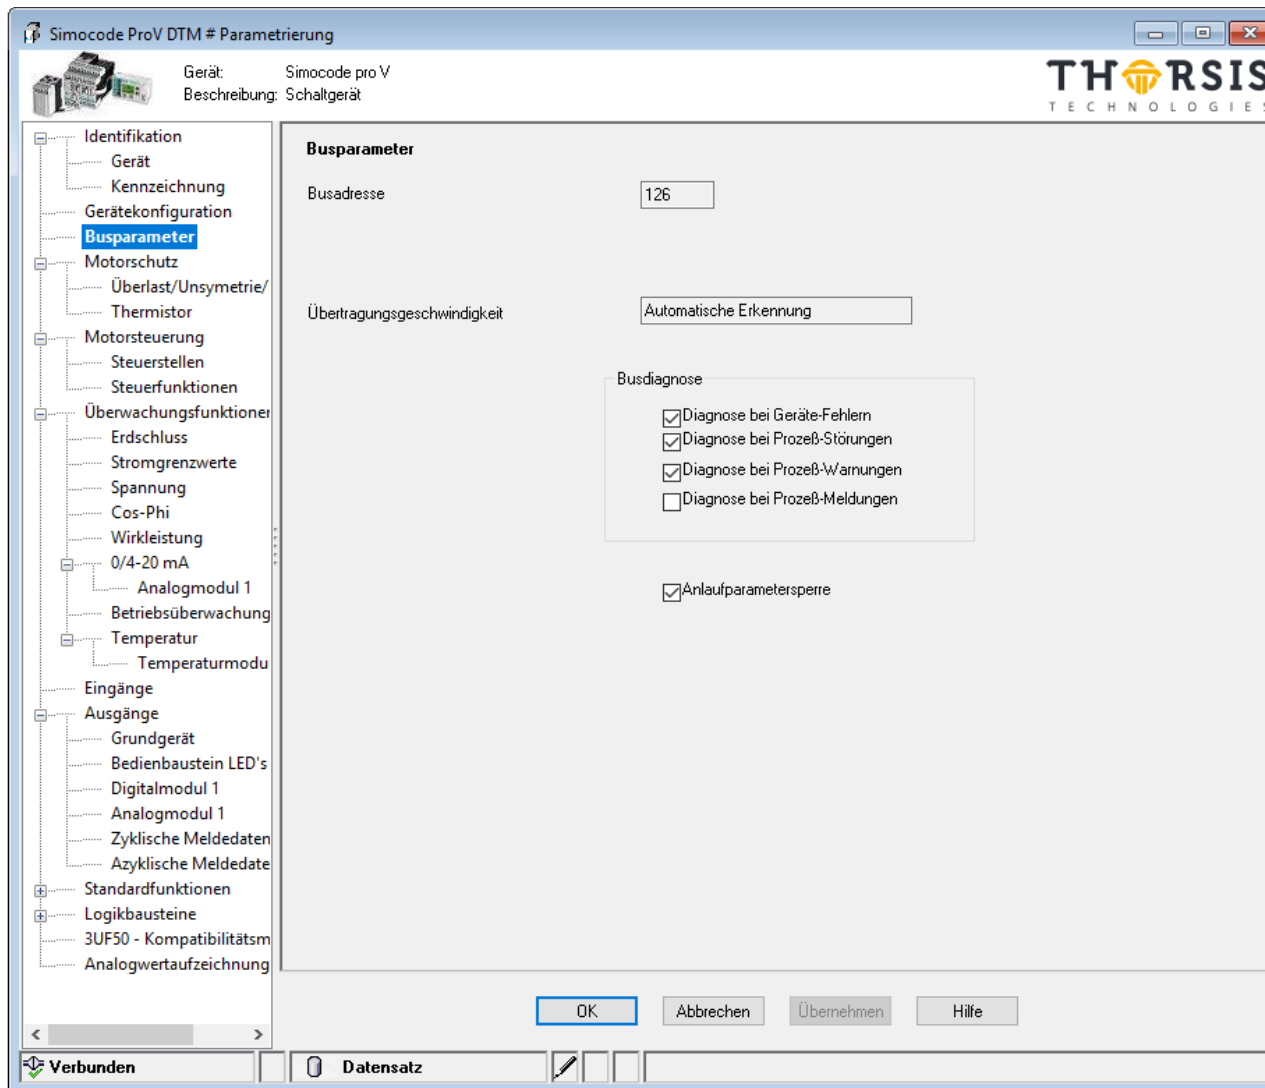 Simocode ProV DTM # Parametrierung
Gerät: Simocode pro V
Beschreibung: Schaltgerät
THORSIS
TECHNOLOGIES
Identifikation
Gerät
Kennzeichnung
Gerätekonfiguration
Busparameter
Motorschutz
Überlast/Unsymetrie/
Thermistor
Motorsteuerung
Steuerstellen
Steuerfunktionen
Überwachungsfunktioner
Erdschluss
Stromgrenzwerte
Spannung
Cos-Phi
Wirkleistung
0/4-20 mA
Analogmodul 1
Betriebsüberwachung
Temperatur
Temperaturmodu
Eingänge
Ausgänge
Grundgerät
Bedienbaustein LED's
Digitalmodul 1
Analogmodul 1
Zyklische Meldedaten
Azyklische Meldedate
Standardfunktionen
Logikbausteine
3UF50 - Kompatibilitätsm
Analogwertaufzeichnung
Busparameter
Busadresse 126
Übertragungsgeschwindigkeit Automatische Erkennung
Busdiagnose
Diagnose bei Geräte-Fehlern
Diagnose bei Prozeß-Störungen
Diagnose bei Prozeß-Warnungen
Diagnose bei Prozeß-Meldungen
Anlaufparametersperre
OK Abbrechen Übernehmen Hilfe
Verbunden Datensatz